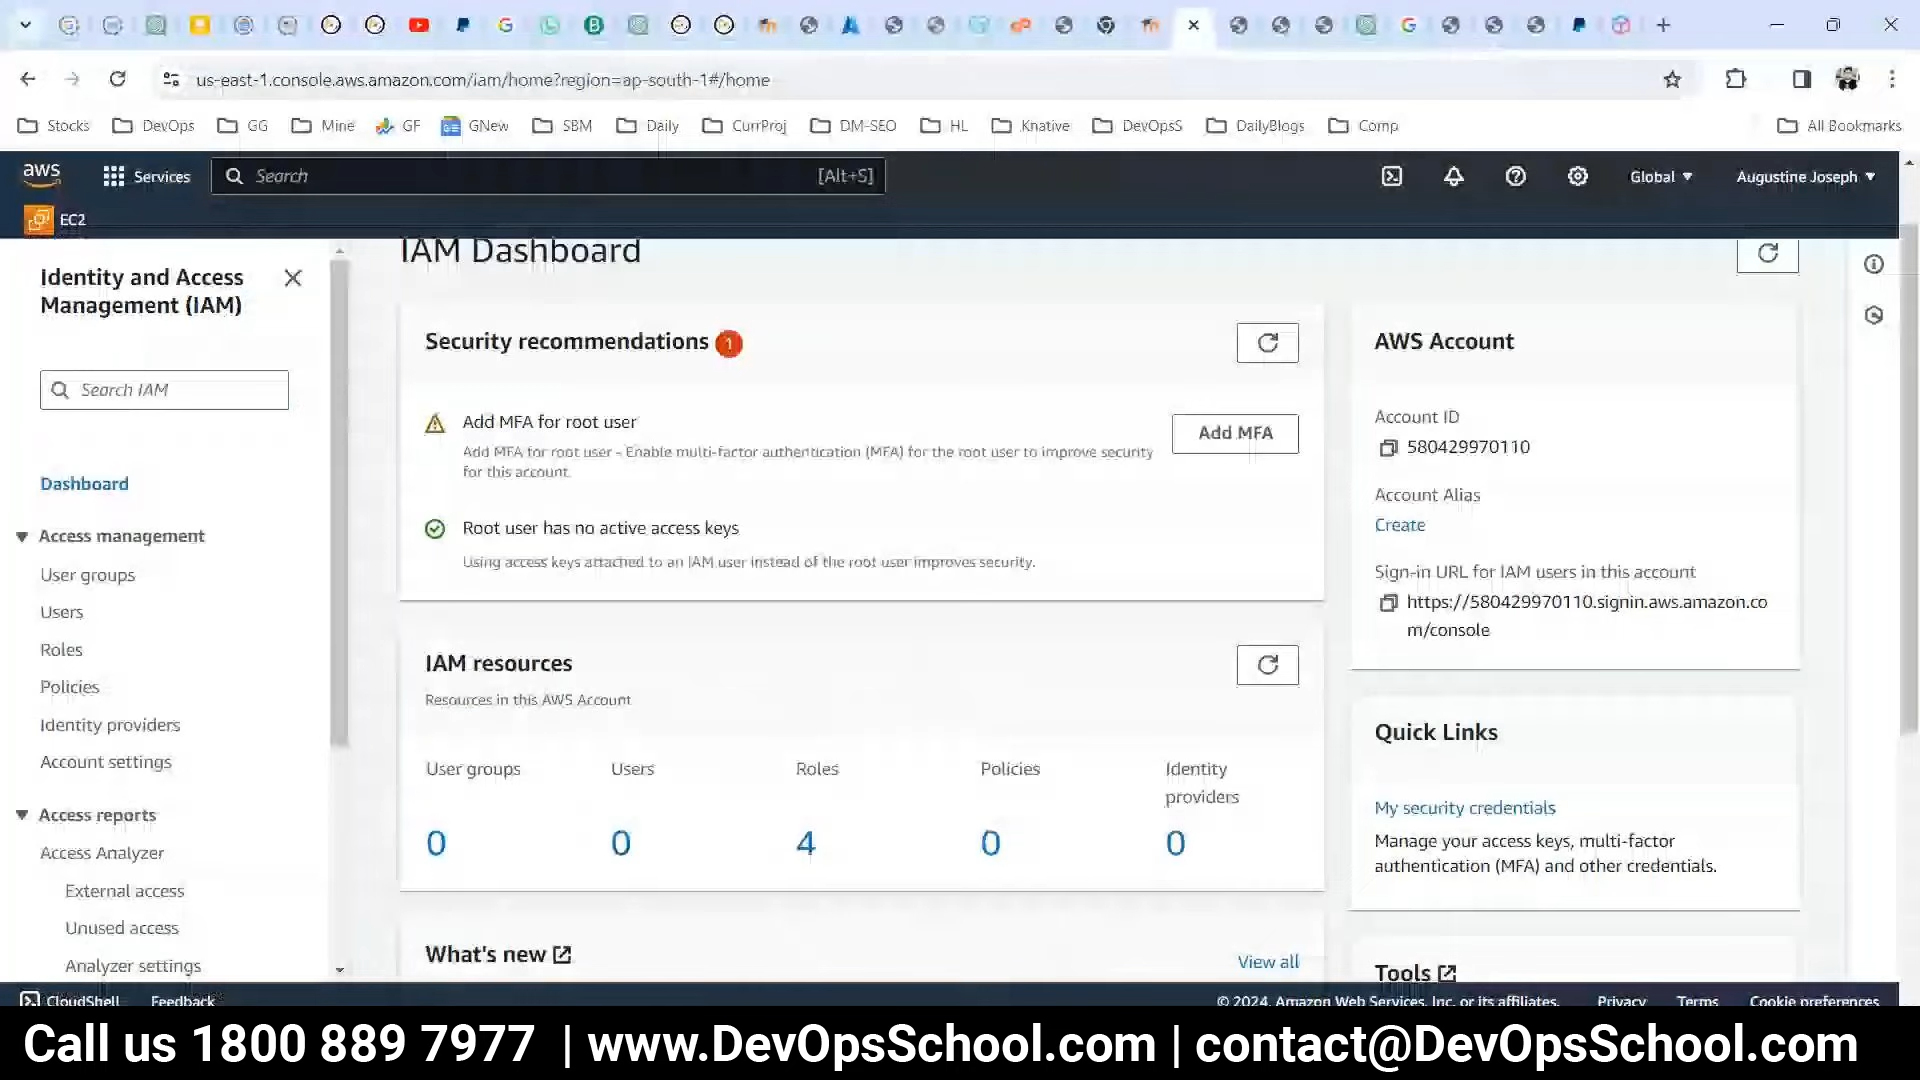 us-east-1.console.aws.amazon.com/iam/home?region=ap-south-1#/home
Stocks DevOps GG Mine GF GNew SBM Daily CurrProj DM-SEO HL Knative DevOpsS DailyBlogs Comp All Bookmarks
aws Services Search [Alt+S] Global Augustine Joseph
EC2
Identity and Access
Management (IAM)
Search IAM
Dashboard
Access management
User groups
Users
Roles
Policies
Identity providers
Account settings
Access reports
Access Analyzer
External access
Unused access
Analyzer settings
IAM Dashboard
Security recommendations 1
Add MFA for root user
Add MFA for root user - Enable multi-factor authentication (MFA) for the root user to improve security
for this account.
Add MFA
Root user has no active access keys
Using access keys attached to an IAM user instead of the root user improves security.
IAM resources
Resources in this AWS Account
User groups Users Roles Policies Identity
providers
0 0 4 0 0
What's new
View all
AWS Account
Account ID
580429970110
Account Alias
Create
Sign-in URL for IAM users in this account
https://580429970110.signin.aws.amazon.co
m/console
Quick Links
My security credentials
Manage your access keys, multi-factor
authentication (MFA) and other credentials.
Tools
CloudShell Feedback © 2024, Amazon Web Services, Inc. or its affiliates. Privacy Terms Cookie preferences
Call us 1800 889 7977 | www.DevOpsSchool.com | contact@DevOpsSchool.com